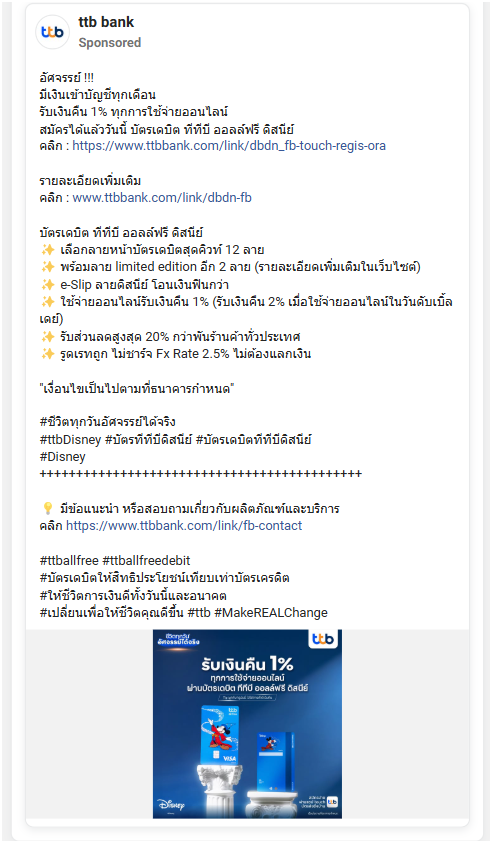 ttb
ttb bank
Sponsored
อัศจรรย์ !!!
มีเงินเข้าบัญชีทุกเดือน
รับเงินคืน 1% ทุกการใช้จ่ายออนไลน์
สมัครได้แล้ววันนี้ บัตรเดบิต ทีทีบี ออลล์ฟรี ดิสนีย์
คลิก : https://www.ttbbank.com/link/dbdn_fb-touch-regis-ora
รายละเอียดเพิ่มเติม
คลิก : www.ttbbank.com/link/dbdn-fb
บัตรเดบิต ทีทีบี ออลล์ฟรี ดิสนีย์
✨ เลือกลายหน้าบัตรเดบิตสุดคิวท์ 12 ลาย
✨ พร้อมลาย limited edition อีก 2 ลาย (รายละเอียดเพิ่มเติมในเว็บไซต์)
✨ e-Slip ลายดิสนีย์ โอนเงินฟินกว่า
✨ ใช้จ่ายออนไลน์รับเงินคืน 1% (รับเงินคืน 2% เมื่อใช้จ่ายออนไลน์ในวันดับเบิ้ล
เดย์)
✨ รับส่วนลดสูงสุด 20% กว่าพันร้านค้าทั่วประเทศ
✨ รูดเรทถูก ไม่ชาร์จ Fx Rate 2.5% ไม่ต้องแลกเงิน
"เงื่อนไขเป็นไปตามที่ธนาคารกำหนด"
#ชีวิตทุกวันอัศจรรย์ได้จริง
#ttbDisney #บัตรทีทีบีดิสนีย์ #บัตรเดบิตทีทีบีดิสนีย์
#Disney
++++++++++++++++++++++++++++++++++++++++++++
💡 มีข้อแนะนำ หรือสอบถามเกี่ยวกับผลิตภัณฑ์และบริการ
คลิก https://www.ttbbank.com/link/fb-contact
#ttballfree #ttballfreedebit
#บัตรเดบิตให้สิทธิประโยชน์เทียบเท่าบัตรเครดิต
#ให้ชีวิตการเงินดีทั้งวันนี้และอนาคต
#เปลี่ยนเพื่อให้ชีวิตคุณดีขึ้น #ttb #MakeREALChange
ชีวิตทุกวัน
อัศจรรย์ได้จริง
ttb
รับเงินคืน 1%
ทุกการใช้จ่ายออนไลน์
ผ่านบัตรเดบิต ทีทีบี ออลล์ฟรี ดิสนีย์
ttb
VISA
Disney
ttb